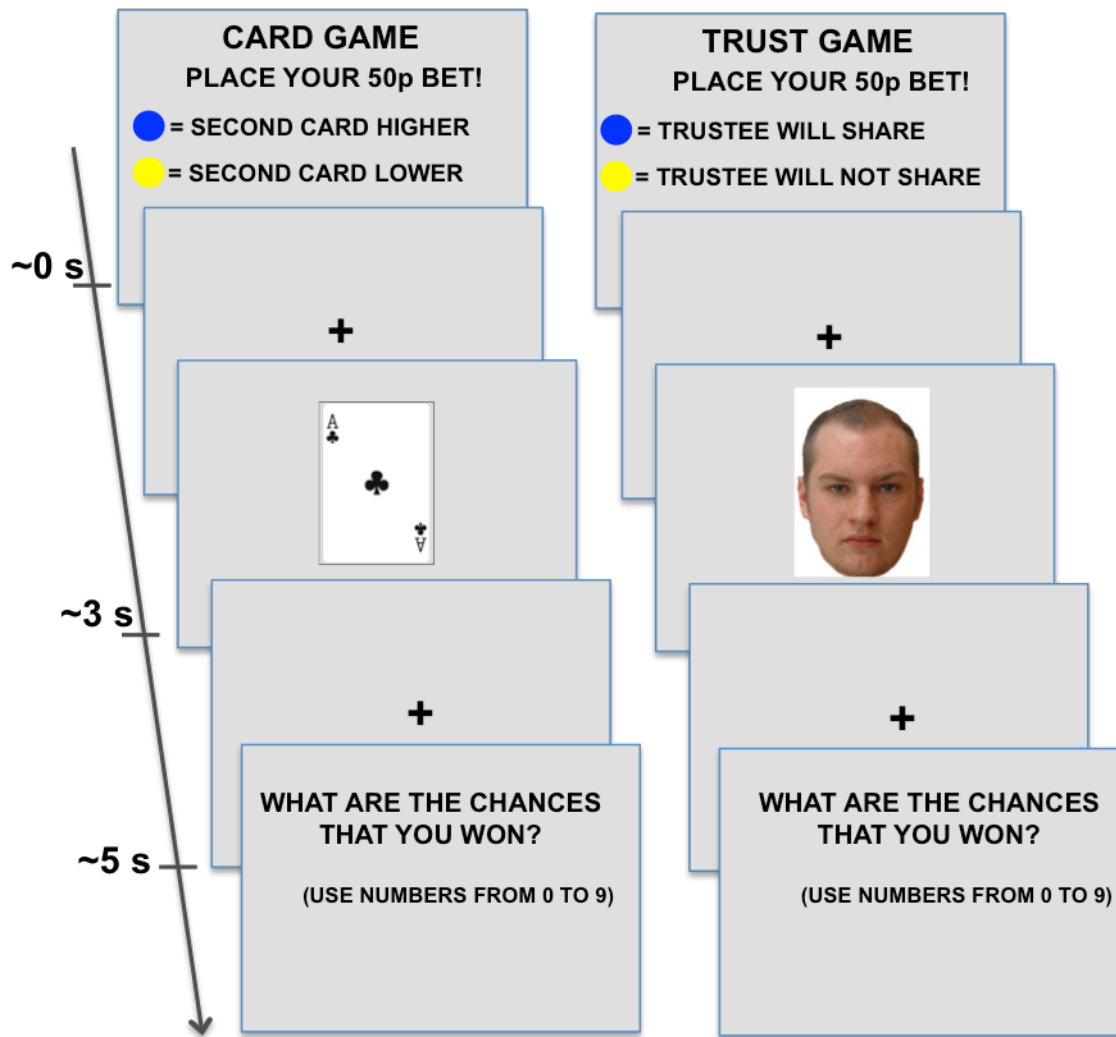 CARD GAME
PLACE YOUR 50p BET!
= SECOND CARD HIGHER
= SECOND CARD LOWER
TRUST GAME
PLACE YOUR 50p BET!
= TRUSTEE WILL SHARE
= TRUSTEE WILL NOT SHARE
~0 s
+
+
A
A
~3 s
+
+
WHAT ARE THE CHANCES
THAT YOU WON?
(USE NUMBERS FROM 0 TO 9)
WHAT ARE THE CHANCES
THAT YOU WON?
(USE NUMBERS FROM 0 TO 9)
~5 s